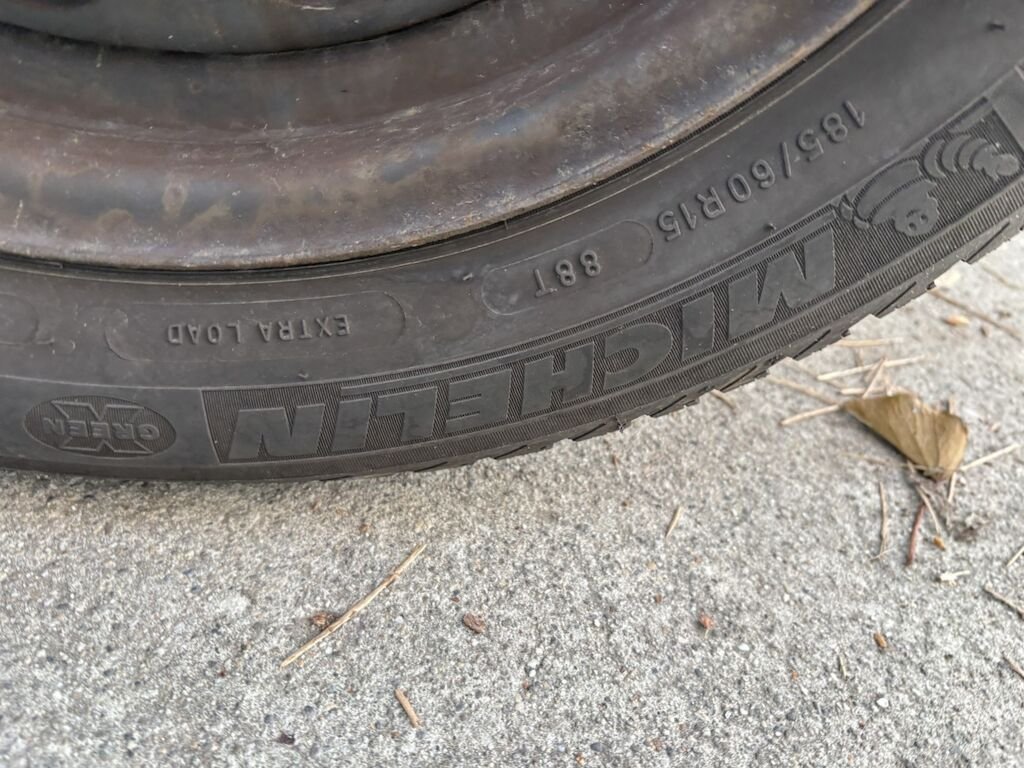 185/60R15
88T
EXTRA LOAD
MICHELIN
GREEN X